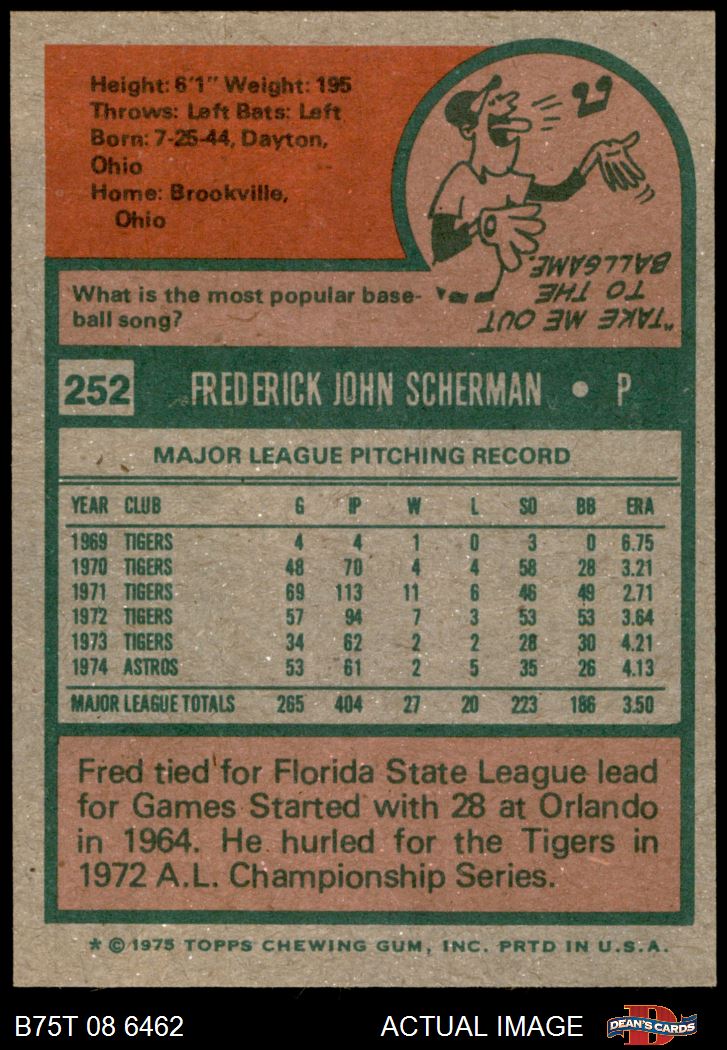 Height: 6'1" Weight: 195
Throws: Left Bats: Left
Born: 7-25-44, Dayton,
Ohio
Home: Brookville,
Ohio
What is the most popular base-
ball song?
"TAKE ME OUT
TO THE
BALLGAME.
252 FREDERICK JOHN SCHERMAN • P
MAJOR LEAGUE PITCHING RECORD
YEAR CLUB G IP W L SO BB ERA
1969 TIGERS 4 4 1 0 3 0 6.75
1970 TIGERS 48 70 4 4 58 28 3.21
1971 TIGERS 69 113 11 6 46 49 2.71
1972 TIGERS 57 94 7 3 53 53 3.64
1973 TIGERS 34 62 2 2 28 30 4.21
1974 ASTROS 53 61 2 5 35 26 4.13
MAJOR LEAGUE TOTALS 265 404 27 20 223 186 3.50
Fred tied for Florida State League lead
for Games Started with 28 at Orlando
in 1964. He hurled for the Tigers in
1972 A.L. Championship Series.
* © 1975 TOPPS CHEWING GUM, INC. PRTD IN U.S.A.
B75T 08 6462 ACTUAL IMAGE DEAN'S CARDS